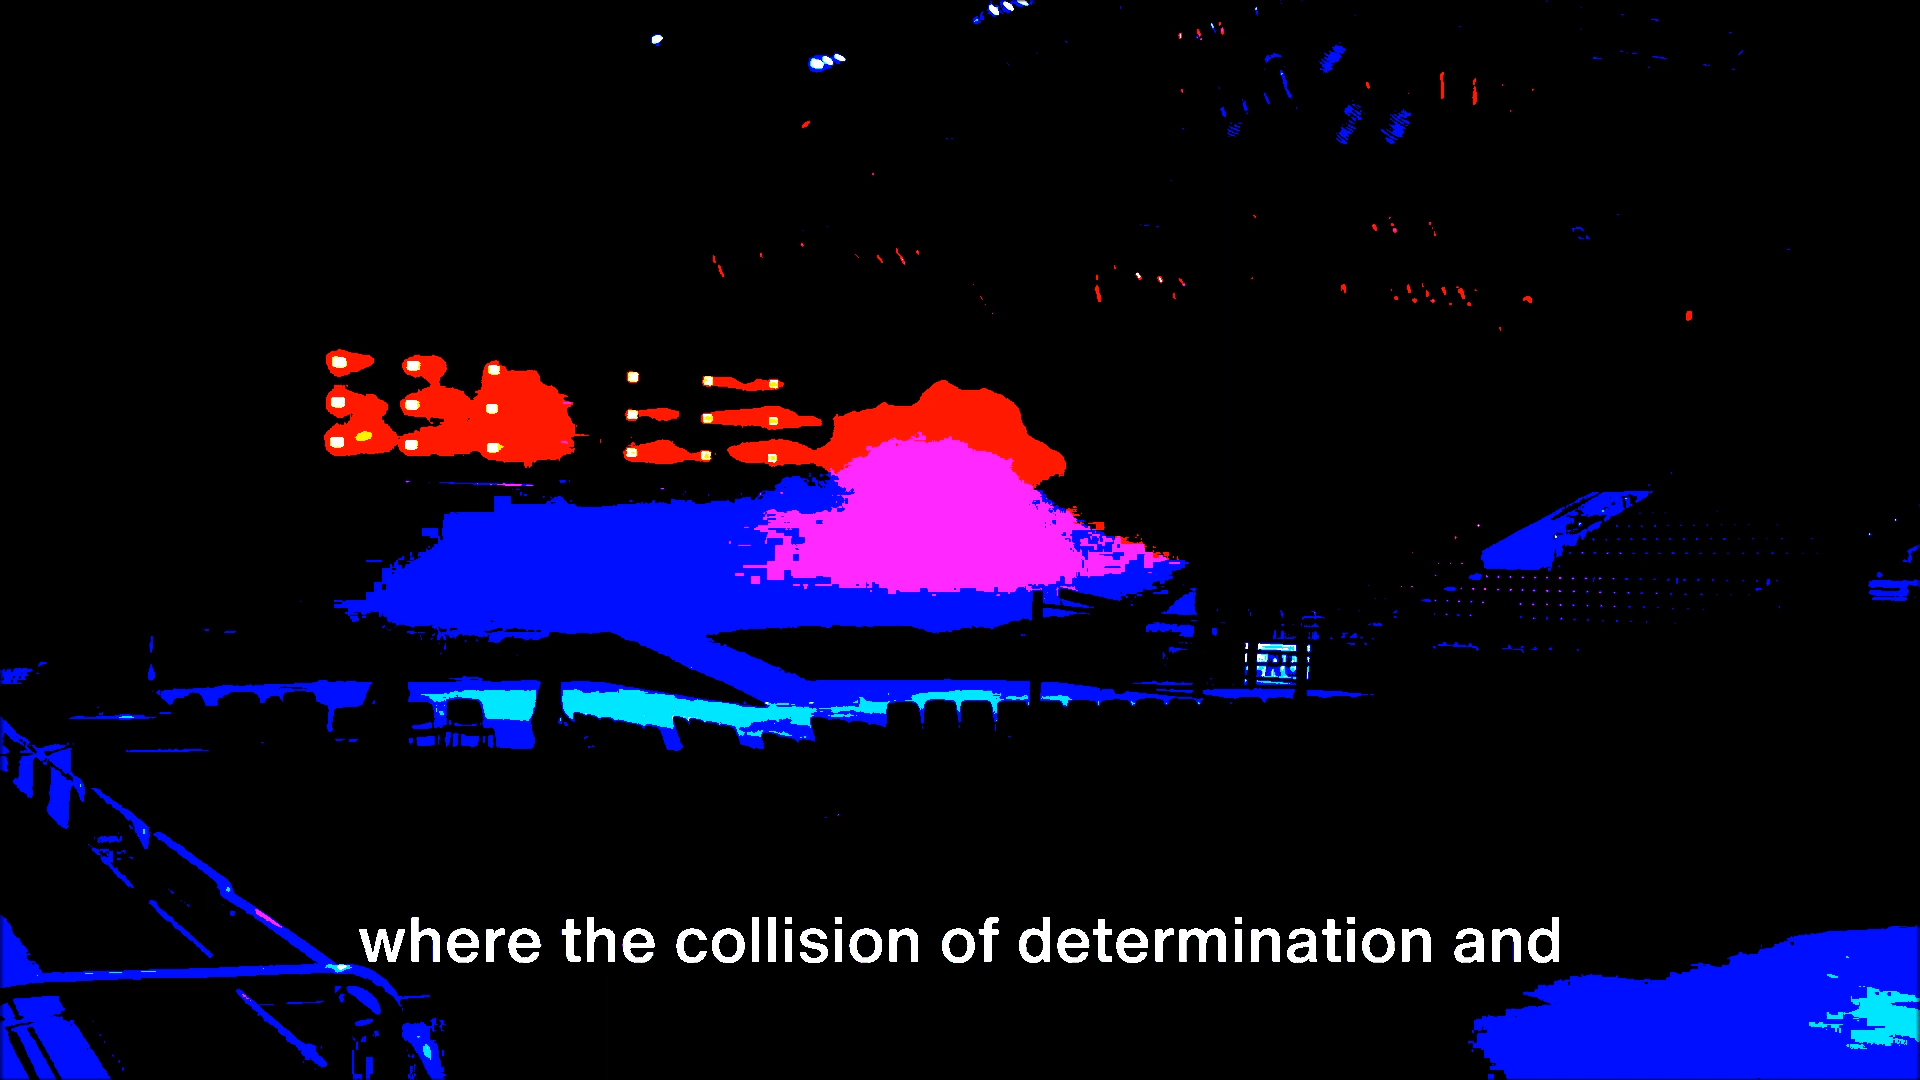 where the collision of determination and